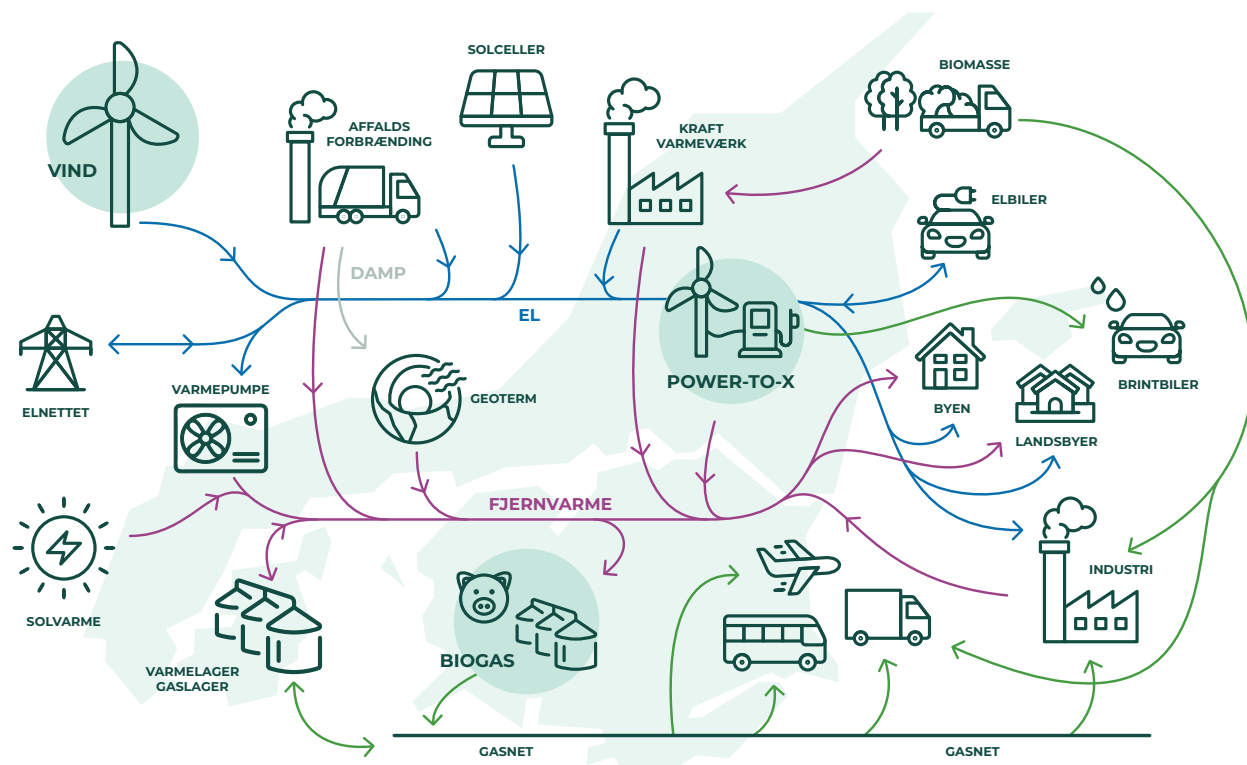 SOLCELLER
BIOMASSE
AFFALDS
FORBRÆNDING
KRAFT
VARMEVÆRK
VIND
ELBILER
DAMP
EL
POWER-TO-X
BRINTBILER
VARMEPUMPE
GEOTERM
ELNETTET
BYEN
LANDSBYER
FJERNVARME
INDUSTRI
SOLVARME
BIOGAS
VARMELAGER
GASLAGER
GASNET
GASNET